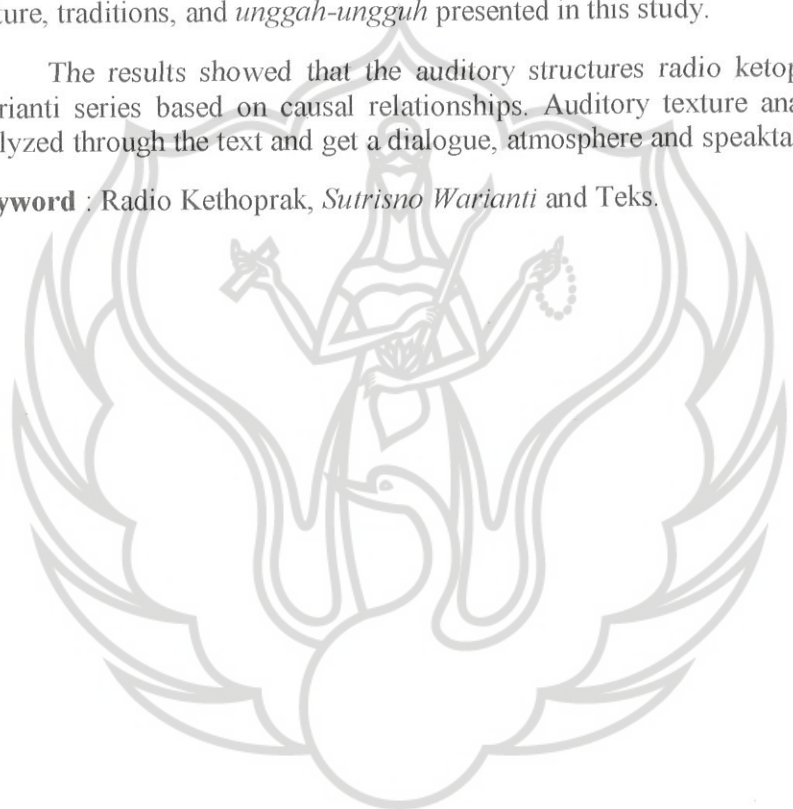 ture, traditions, and unggah-ungguh presented in this study.
The results showed that the auditory structures radio ketop
rianti series based on causal relationships. Auditory texture ana
lyzed through the text and get a dialogue, atmosphere and speakta
yword : Radio Kethoprak, Sutrisno Warianti and Teks.